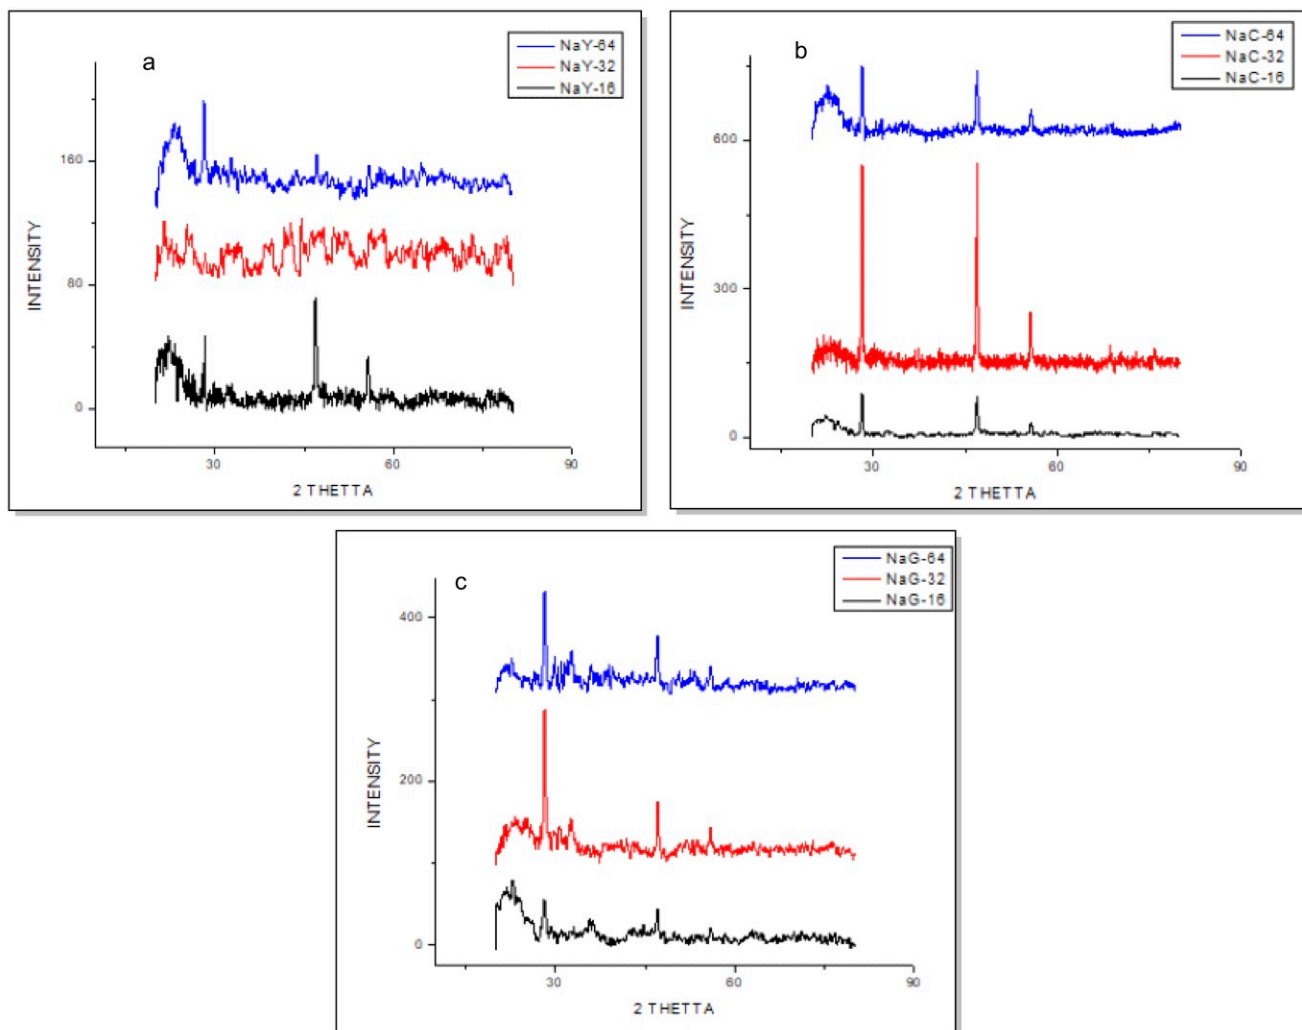 a
NaY-64
NaY-32
NaY-16
INTENSITY
160
80
0
30
60
90
2 THETTA
b
NaC-64
NaC-32
NaC-16
INTENSITY
600
300
0
30
60
90
2 THETTA
c
NaG-64
NaG-32
NaG-16
INTENSITY
400
200
0
30
60
90
2 THETTA